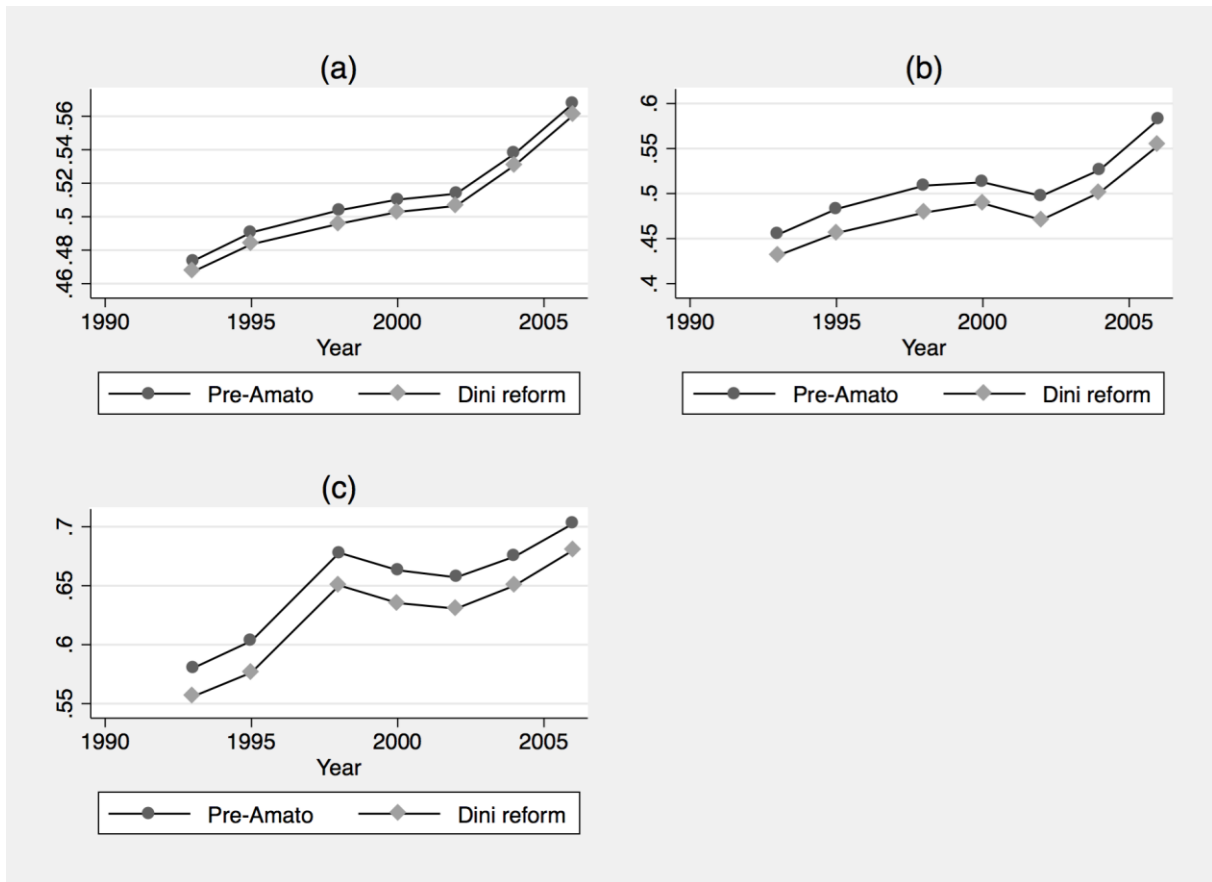 (a)
.56
.54
.52
.5
.48
.46
1990 1995 2000 2005
Year
Pre-Amato Dini reform
(b)
.6
.55
.5
.45
.4
1990 1995 2000 2005
Year
Pre-Amato Dini reform
(c)
.7
.65
.6
.55
1990 1995 2000 2005
Year
Pre-Amato Dini reform